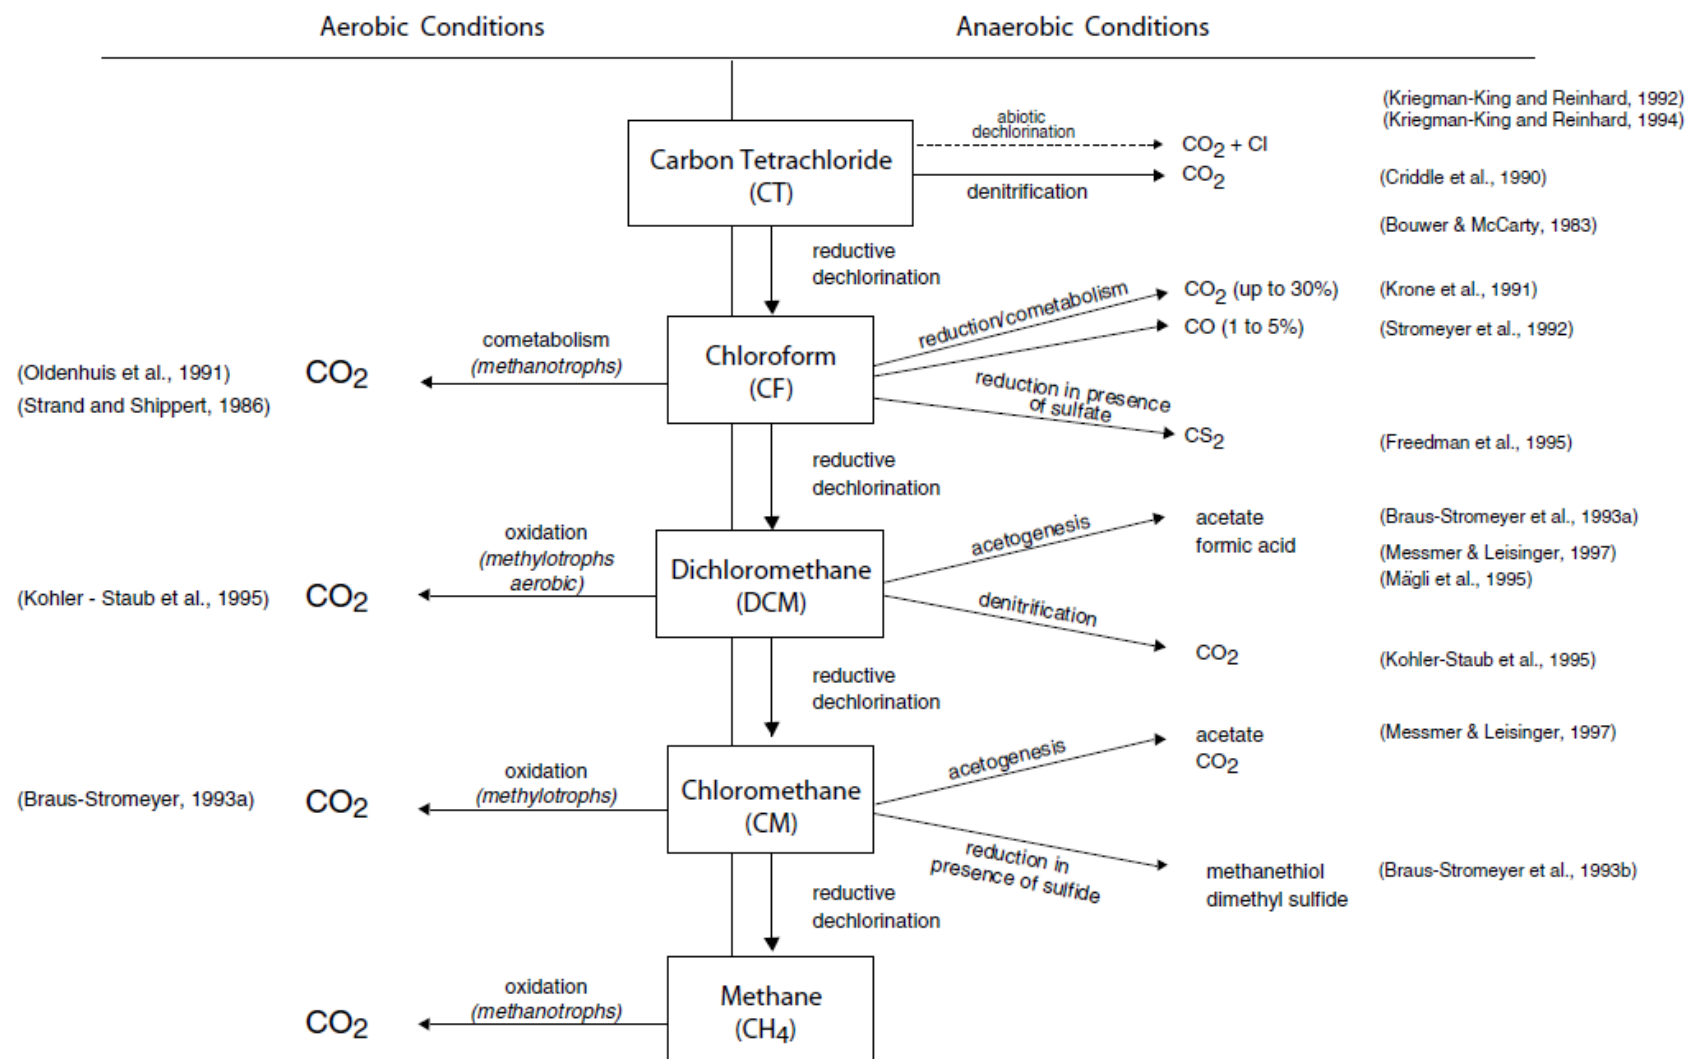 Aerobic Conditions
Anaerobic Conditions
(Kriegman-King and Reinhard, 1992)
(Kriegman-King and Reinhard, 1994)
abiotic
dechlorination
CO2 + Cl
Carbon Tetrachloride
(CT)
denitrification
CO2
(Criddle et al., 1990)
(Bouwer & McCarty, 1983)
reductive
dechlorination
reduction/cometabolism
CO2 (up to 30%)
(Krone et al., 1991)
CO (1 to 5%)
(Stromeyer et al., 1992)
cometabolism
(methanotrophs)
(Oldenhuis et al., 1991)
(Strand and Shippert, 1986)
CO2
Chloroform
(CF)
reduction in presence
of sulfate
CS2
(Freedman et al., 1995)
reductive
dechlorination
oxidation
(methylotrophs
aerobic)
(Kohler - Staub et al., 1995)
CO2
Dichloromethane
(DCM)
acetogenesis
acetate
formic acid
(Braus-Stromeyer et al., 1993a)
(Messmer & Leisinger, 1997)
(Mägli et al., 1995)
denitrification
CO2
(Kohler-Staub et al., 1995)
reductive
dechlorination
oxidation
(methylotrophs)
(Braus-Stromeyer, 1993a)
CO2
Chloromethane
(CM)
acetogenesis
acetate
CO2
(Messmer & Leisinger, 1997)
reduction in
presence of sulfide
methanethiol
dimethyl sulfide
(Braus-Stromeyer et al., 1993b)
reductive
dechlorination
oxidation
(methanotrophs)
CO2
Methane
(CH4)